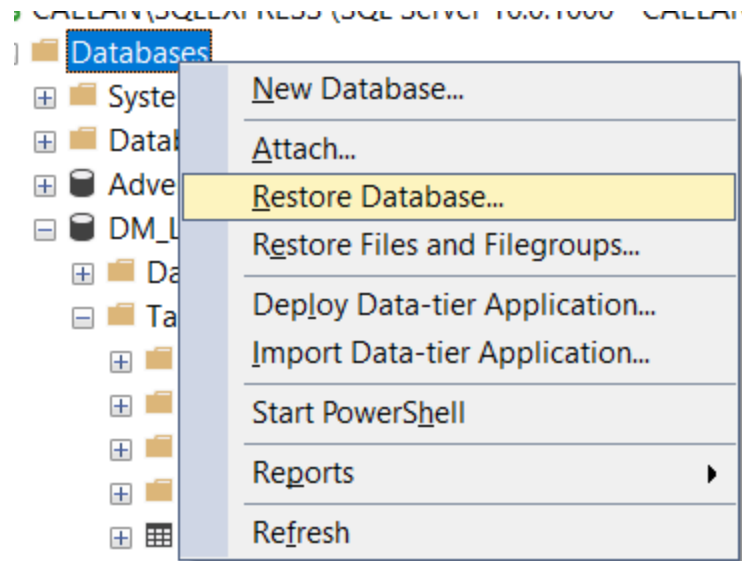 Databases
New Database...
Syste
Attach...
Datab
Restore Database...
Adve
DM_L
Restore Files and Filegroups...
Da
Deploy Data-tier Application...
Ta
Import Data-tier Application...
Start PowerShell
Reports
Refresh